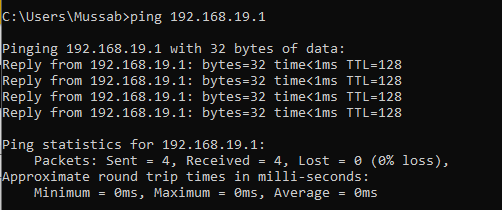 C:\Users\Mussab>ping 192.168.19.1
Pinging 192.168.19.1 with 32 bytes of data:
Reply from 192.168.19.1: bytes=32 time<1ms TTL=128
Reply from 192.168.19.1: bytes=32 time<1ms TTL=128
Reply from 192.168.19.1: bytes=32 time<1ms TTL=128
Reply from 192.168.19.1: bytes=32 time<1ms TTL=128
Ping statistics for 192.168.19.1:
    Packets: Sent = 4, Received = 4, Lost = 0 (0% loss),
Approximate round trip times in milli-seconds:
    Minimum = 0ms, Maximum = 0ms, Average = 0ms